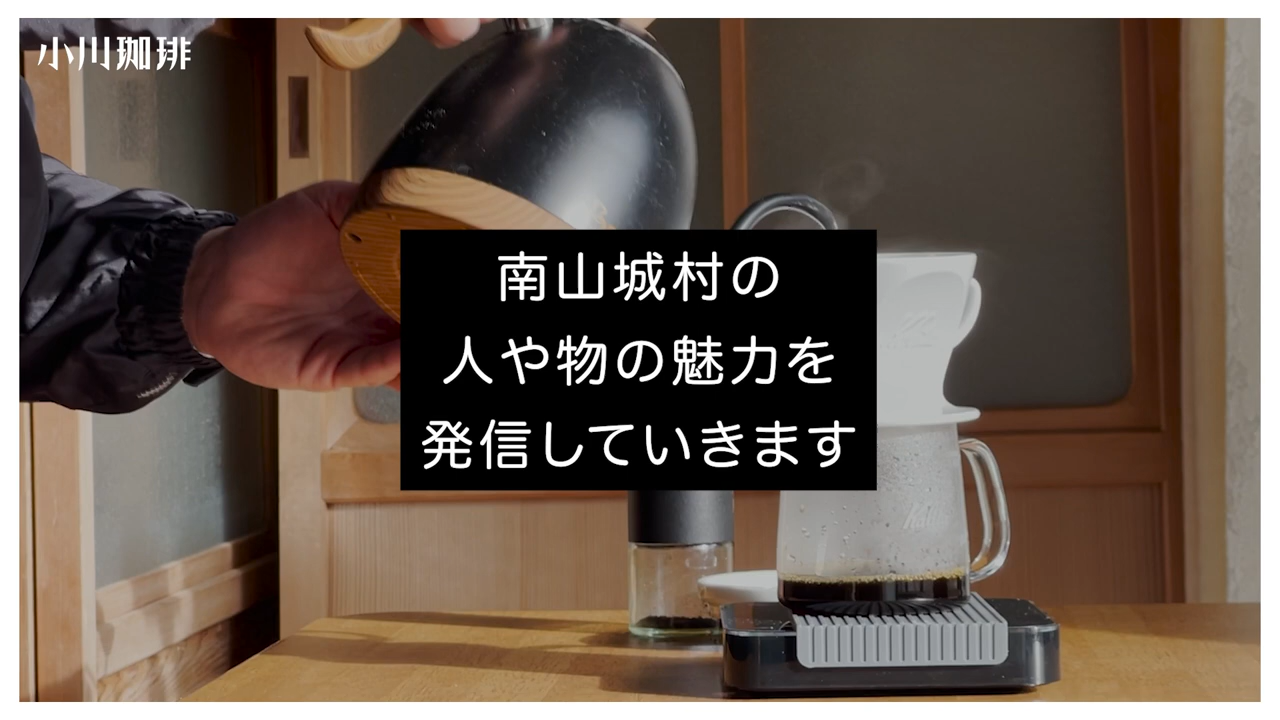 小川珈琲
南山城村の
人や物の魅力を
発信していきます
Kalita